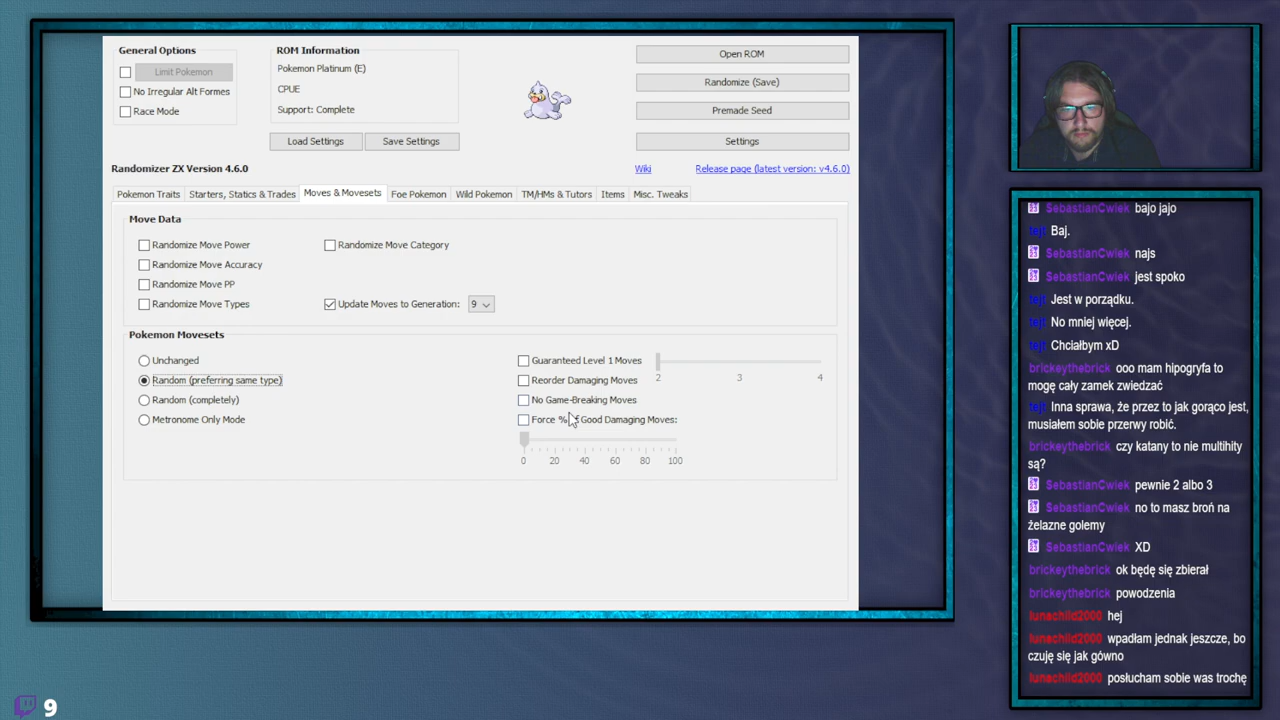 General Options
Limit Pokemon
No Irregular Alt Formes
Race Mode
ROM Information
Pokemon Platinum (E)
CPUE
Support: Complete
Load Settings
Save Settings
Open ROM
Randomize (Save)
Premade Seed
Settings
Randomizer ZX Version 4.6.0
Wiki
Release page (latest version: v4.6.0)
Pokemon Traits
Starters, Statics & Trades
Moves & Movesets
Foe Pokemon
Wild Pokemon
TM/HMs & Tutors
Items
Misc. Tweaks
Move Data
Randomize Move Power
Randomize Move Category
Randomize Move Accuracy
Randomize Move PP
Randomize Move Types
Update Moves to Generation: 9
Pokemon Movesets
Unchanged
Random (preferring same type)
Random (completely)
Metronome Only Mode
Guaranteed Level 1 Moves
2 3 4
Reorder Damaging Moves
No Game-Breaking Moves
Force % of Good Damaging Moves:
0 20 40 60 80 100
SebastianCwiek bajo jajo
tejt Baj.
SebastianCwiek najs
SebastianCwiek jest spoko
tejt Jest w porządku.
tejt No mniej więcej.
tejt Chciałbym xD
brickeythebrick ooo mam hipogryfa to
mogę cały zamek zwiedzać
tejt Inna sprawa, że przez to jak gorąco jest,
musiałem sobie przerwy robić.
brickeythebrick czy katany to nie multihity
są?
SebastianCwiek pewnie 2 albo 3
SebastianCwiek no to masz broń na
żelazne golemy
SebastianCwiek XD
brickeythebrick ok będę się zbierał
brickeythebrick powodzenia
lunachild2000 hej
lunachild2000 wpadłam jednak jeszcze, bo
czuję się jak gówno
lunachild2000 posłucham sobie was trochę
9